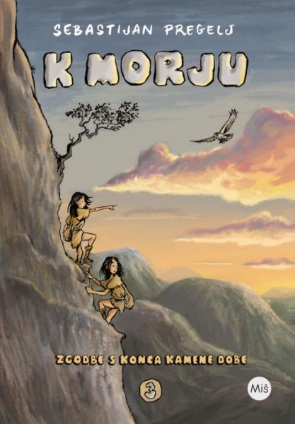 SEBASTIJAN PREGELJ
K MORJU
ZGODBE S KONCA KAMENE DOBE
3
Miš